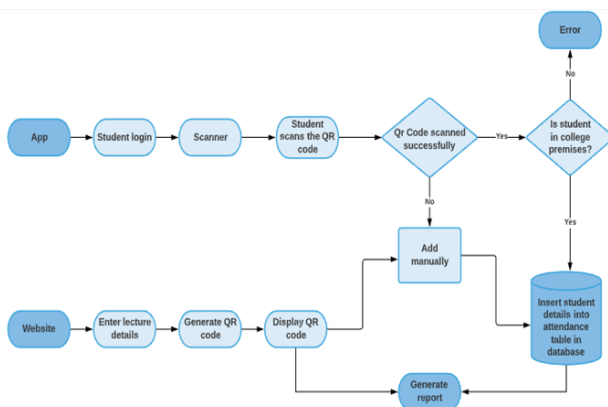 Error
No
App
Student login
Scanner
Student
scans the QR
code
Qr Code scanned
successfully
Yes
Is student
in college
premises?
No
Yes
Add
manually
Website
Enter lecture
details
Generate QR
code
Display QR
code
Insert student
details into
attendance
table in
database
Generate
report